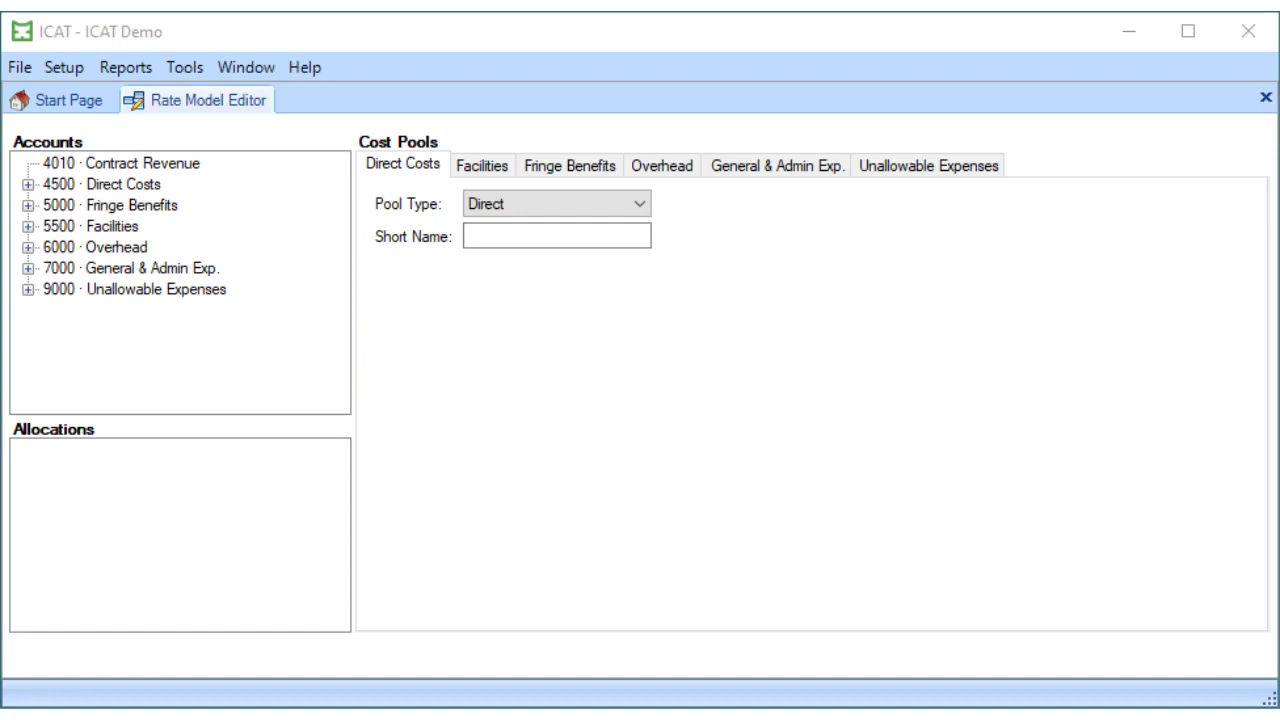 ICAT - ICAT Demo
File Setup Reports Tools Window Help
Start Page Rate Model Editor
Accounts
4010 · Contract Revenue
4500 · Direct Costs
5000 · Fringe Benefits
5500 · Facilities
6000 · Overhead
7000 · General & Admin Exp.
9000 · Unallowable Expenses
Allocations
Cost Pools
Direct Costs Facilities Fringe Benefits Overhead General & Admin Exp. Unallowable Expenses
Pool Type: Direct
Short Name: